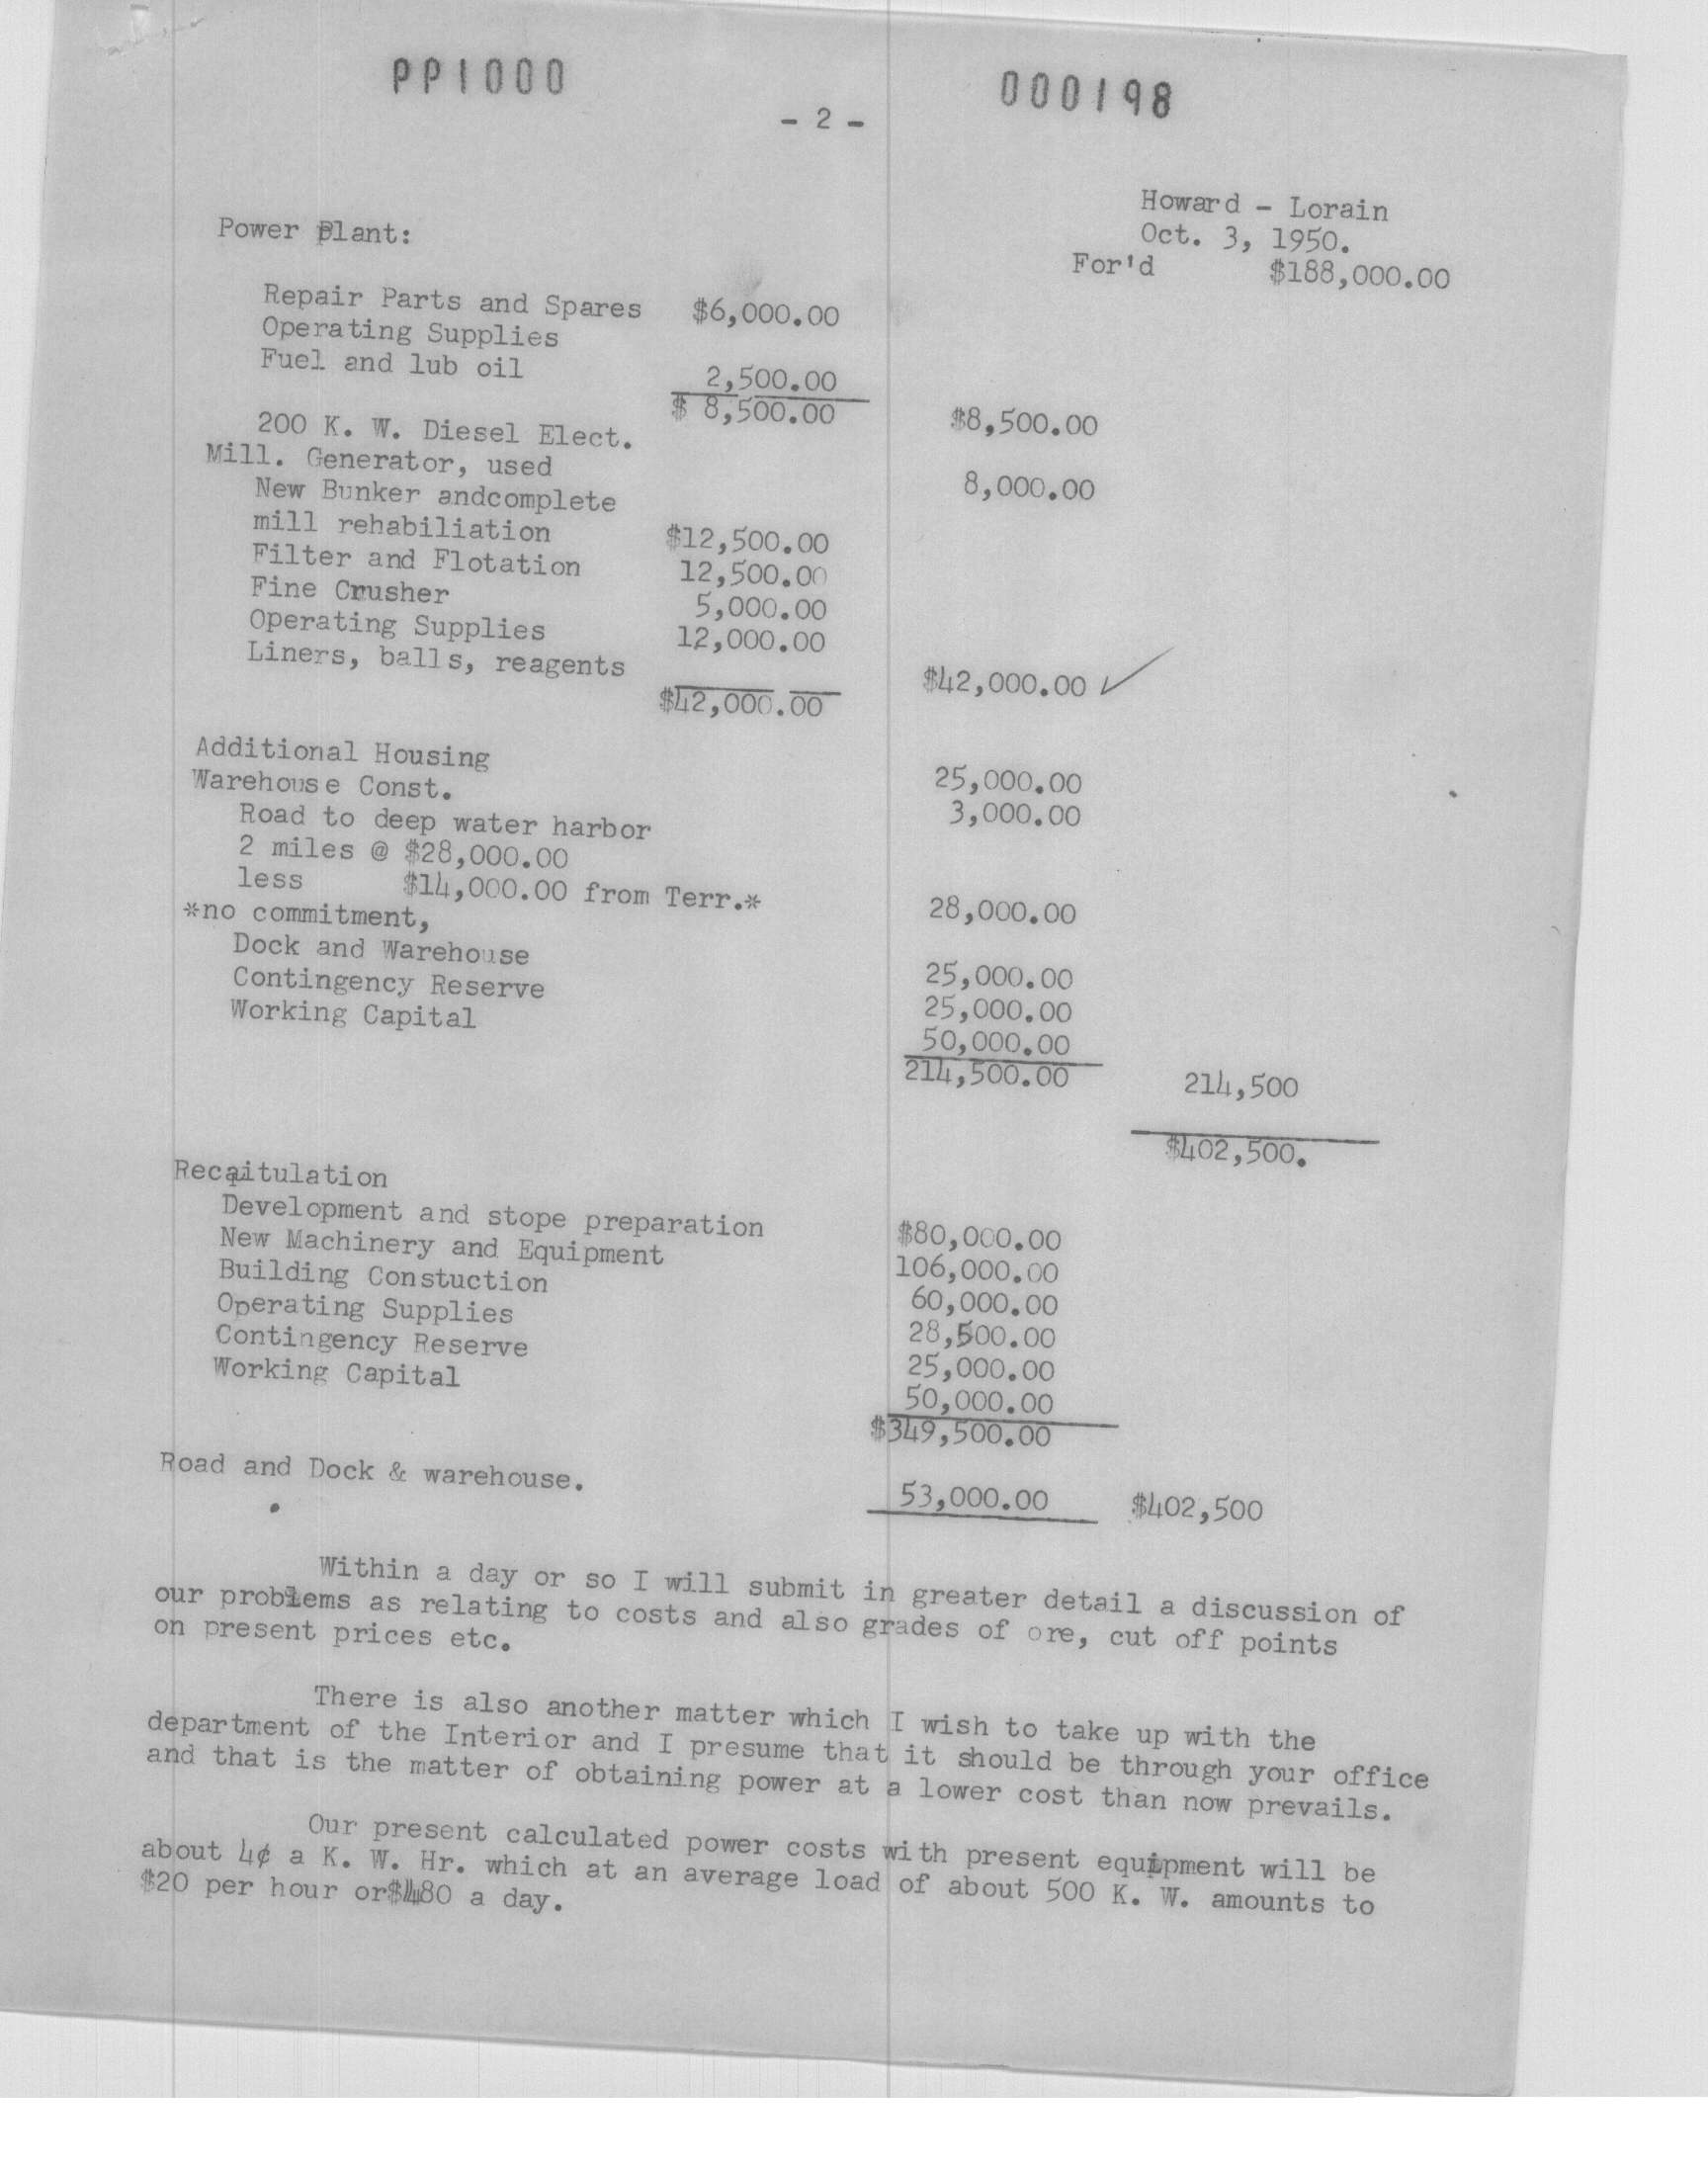 PP1000 000198
- 2 -
Howard - Lorain
Power Plant: Oct. 3, 1950.
For'd $188,000.00
Repair Parts and Spares $6,000.00
Operating Supplies
Fuel and lub oil 2,500.00
$ 8,500.00 $8,500.00
200 K. W. Diesel Elect.
Mill. Generator, used 8,000.00
New Bunker andcomplete
mill rehabiliation $12,500.00
Filter and Flotation 12,500.00
Fine Crusher 5,000.00
Operating Supplies 12,000.00
Liners, balls, reagents
$42,000.00 $42,000.00 ✓
Additional Housing 25,000.00
Warehouse Const. 3,000.00
Road to deep water harbor
2 miles @ $28,000.00
less $14,000.00 from Terr.* 28,000.00
*no commitment,
Dock and Warehouse 25,000.00
Contingency Reserve 25,000.00
Working Capital 50,000.00
214,500.00 214,500
$402,500.
Recapitulation
Development and stope preparation $80,000.00
New Machinery and Equipment 106,000.00
Building Constuction 60,000.00
Operating Supplies 28,500.00
Contingency Reserve 25,000.00
Working Capital 50,000.00
$349,500.00
Road and Dock & warehouse. 53,000.00 $402,500
Within a day or so I will submit in greater detail a discussion of
our problems as relating to costs and also grades of ore, cut off points
on present prices etc.
There is also another matter which I wish to take up with the
department of the Interior and I presume that it should be through your office
and that is the matter of obtaining power at a lower cost than now prevails.
Our present calculated power costs with present equipment will be
about 4¢ a K. W. Hr. which at an average load of about 500 K. W. amounts to
$20 per hour or$480 a day.